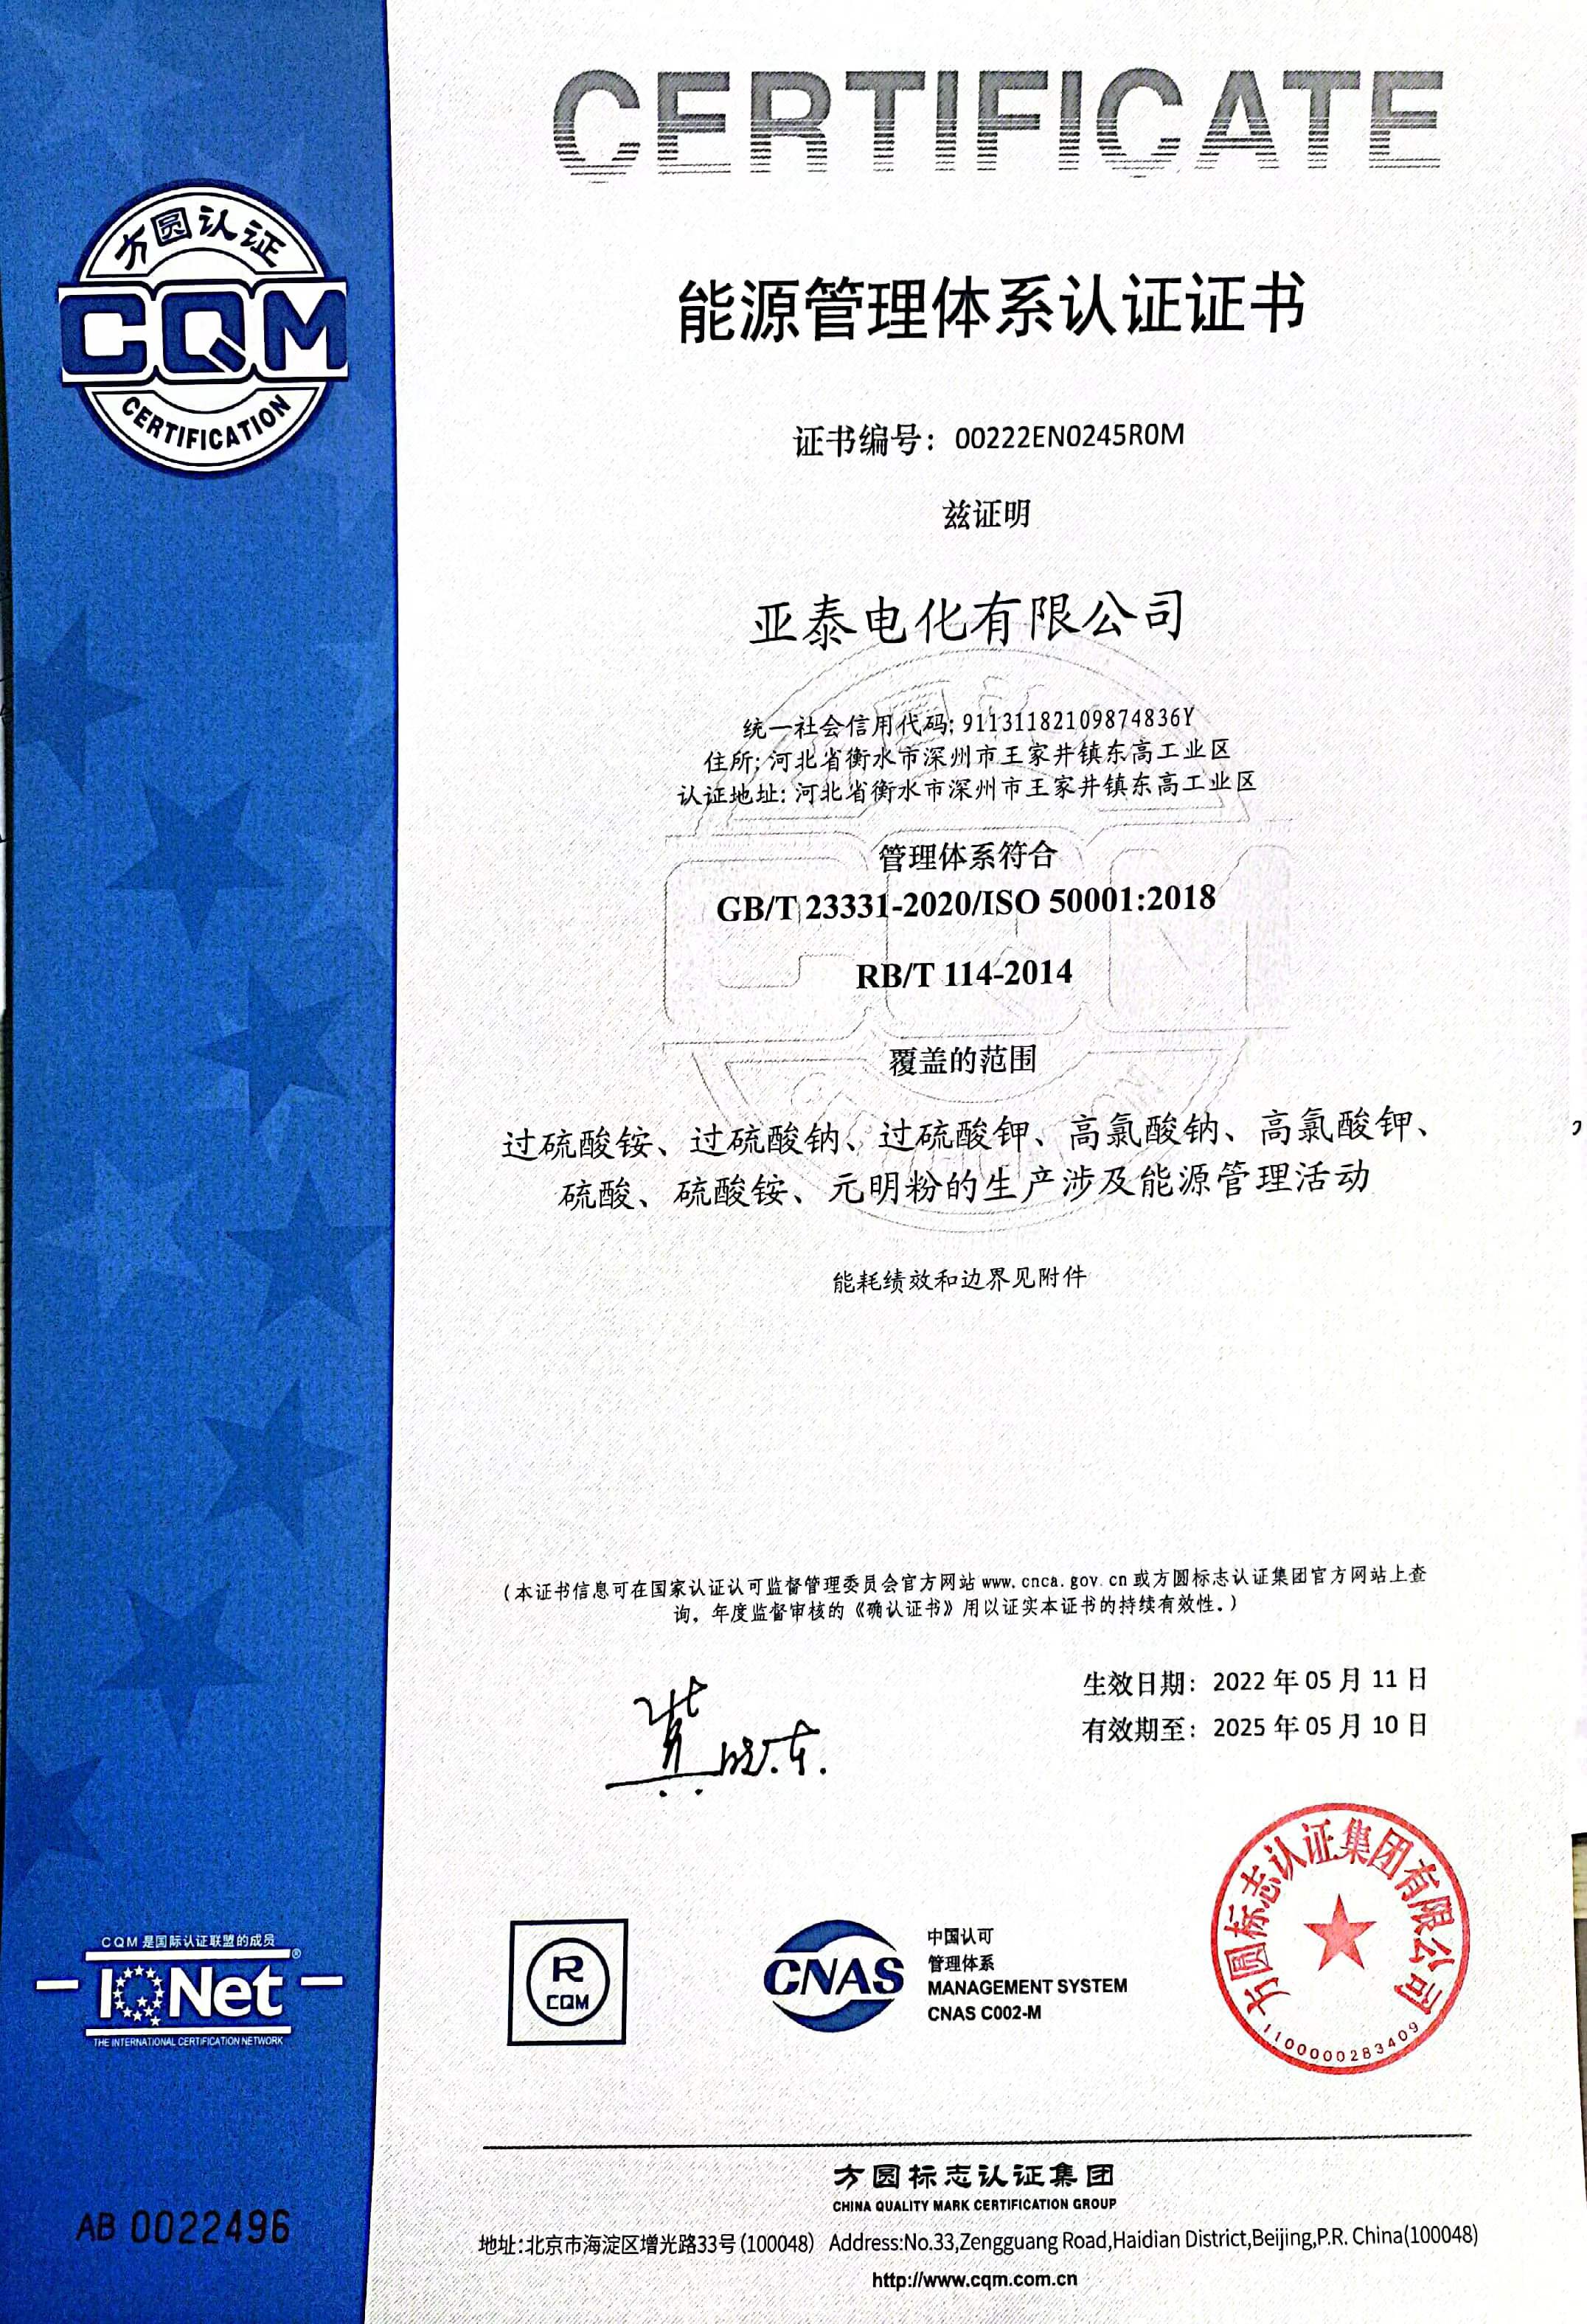 CERTIFICATE
方圆认证
CQM
CERTIFICATION
能源管理体系认证证书
证书编号：00222EN0245R0M
兹证明
亚泰电化有限公司
统一社会信用代码：91131182109874836Y
住所：河北省衡水市深州市王家井镇东高工业区
认证地址：河北省衡水市深州市王家井镇东高工业区
管理体系符合
GB/T 23331-2020/ISO 50001:2018
RB/T 114-2014
覆盖的范围
过硫酸铵、过硫酸钠、过硫酸钾、高氯酸钠、高氯酸钾、
硫酸、硫酸铵、元明粉的生产涉及能源管理活动
能耗绩效和边界见附件
（本证书信息可在国家认证认可监督管理委员会官方网站 www.cnca.gov.cn 或方圆标志认证集团官方网站上查
询。年度监督审核的《确认证书》用以证实本证书的持续有效性。）
生效日期：2022 年 05 月 11 日
有效期至：2025 年 05 月 10 日
CQM 是国际认证联盟的成员
IQNet®
THE INTERNATIONAL CERTIFICATION NETWORK
R
CQM
CNAS
中国认可
管理体系
MANAGEMENT SYSTEM
CNAS C002-M
方圆标志认证集团有限公司
1100000283409
AB 0022496
方圆标志认证集团
CHINA QUALITY MARK CERTIFICATION GROUP
地址:北京市海淀区增光路33号(100048) Address:No.33,Zengguang Road,Haidian District,Beijing,P.R. China(100048)
http://www.cqm.com.cn